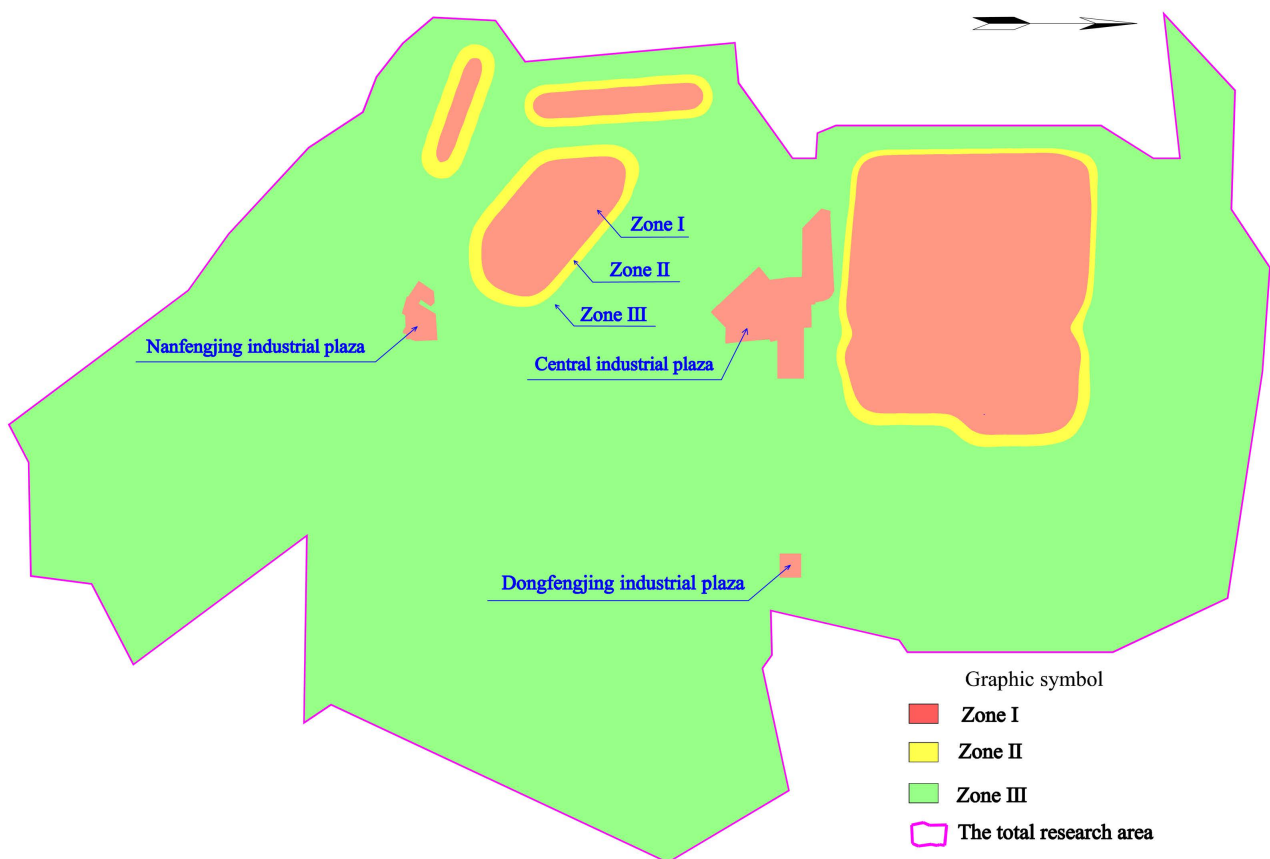 Zone I
Zone II
Zone III
Nanfengjing industrial plaza
Central industrial plaza
Dongfengjing industrial plaza
Graphic symbol
Zone I
Zone II
Zone III
The total research area